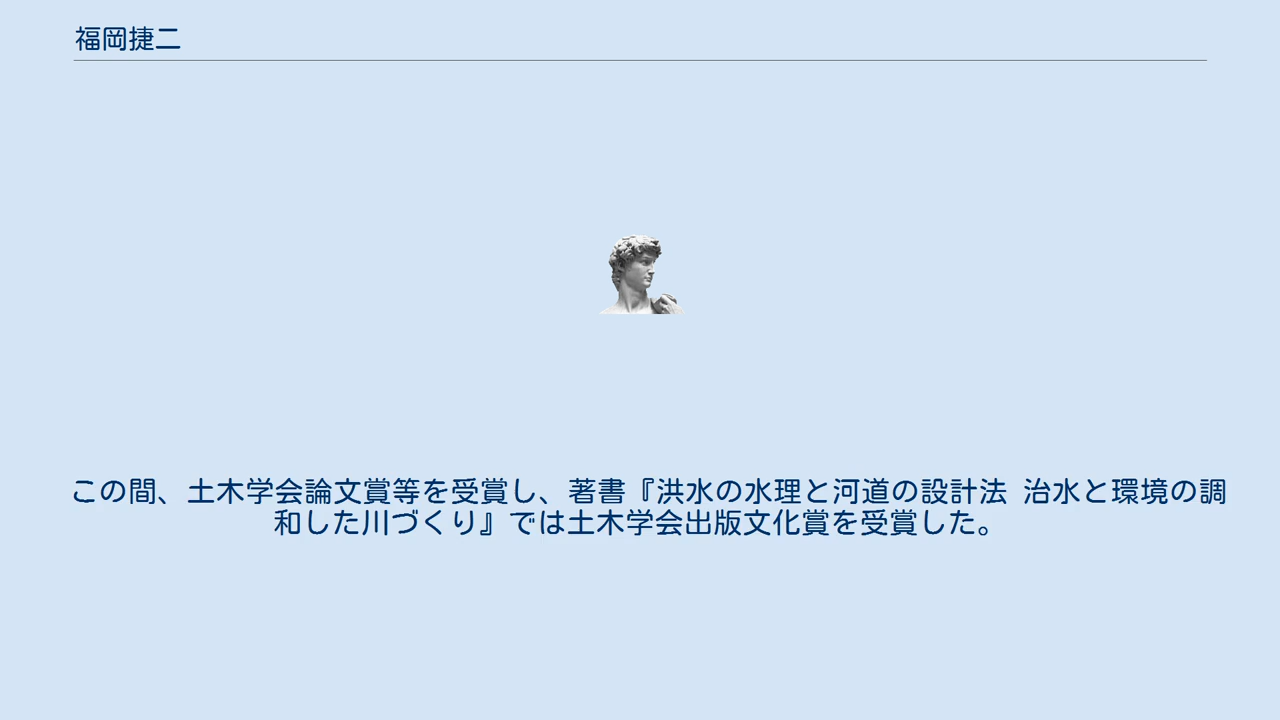 福岡捷二
この間、土木学会論文賞等を受賞し、著書『洪水の水理と河道の設計法 治水と環境の調
和した川づくり』では土木学会出版文化賞を受賞した。